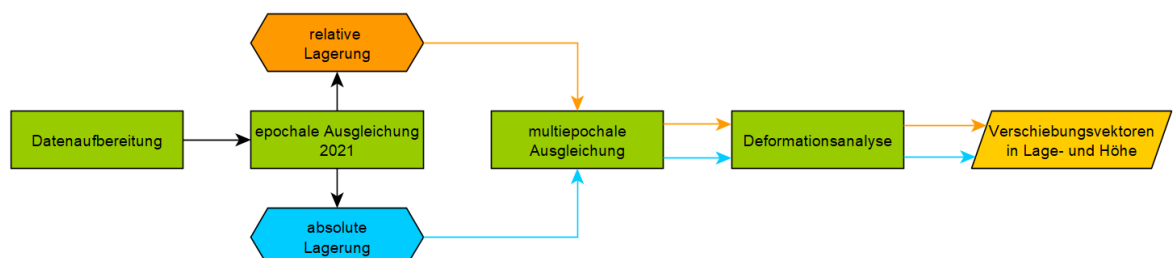 relative
Lagerung
Datenaufbereitung
epochale Ausgleichung
2021
multiepochale
Ausgleichung
Deformationsanalyse
Verschiebungsvektoren
in Lage- und Höhe
absolute
Lagerung